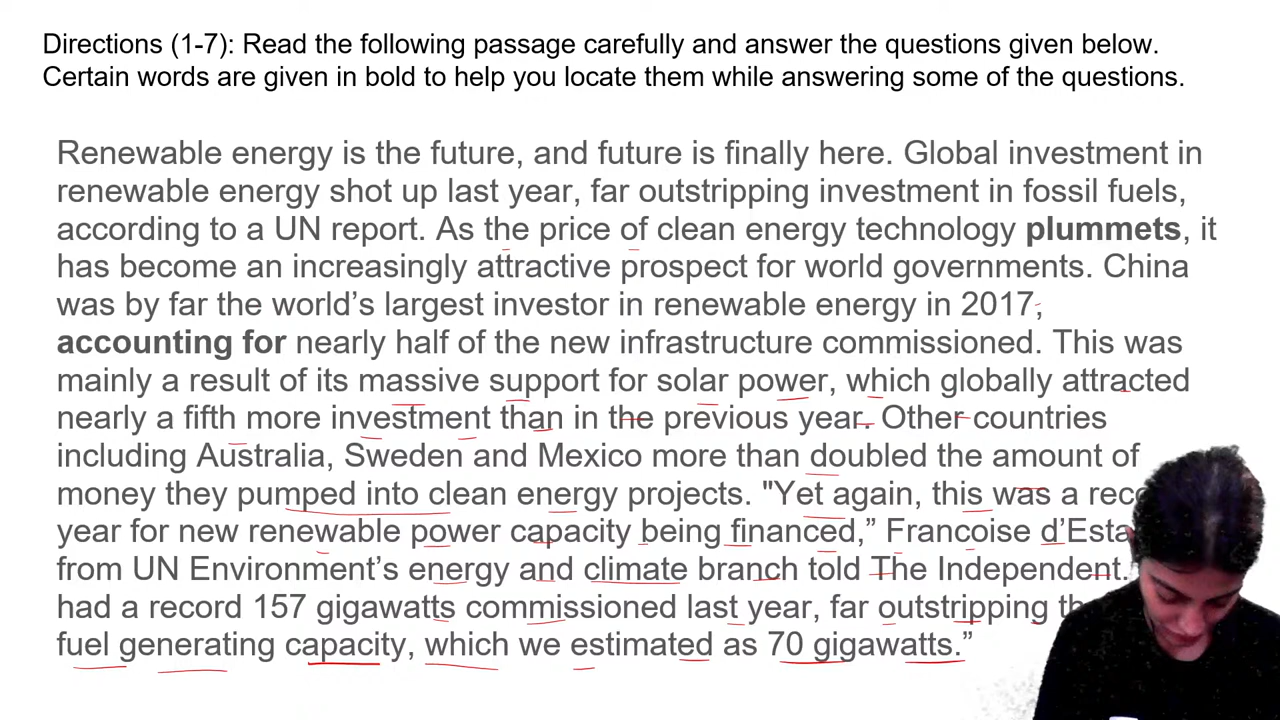 Directions (1-7): Read the following passage carefully and answer the questions given below.
Certain words are given in bold to help you locate them while answering some of the questions.
Renewable energy is the future, and future is finally here. Global investment in
renewable energy shot up last year, far outstripping investment in fossil fuels,
according to a UN report. As the price of clean energy technology plummets, it
has become an increasingly attractive prospect for world governments. China
was by far the world’s largest investor in renewable energy in 2017,
accounting for nearly half of the new infrastructure commissioned. This was
mainly a result of its massive support for solar power, which globally attracted
nearly a fifth more investment than in the previous year. Other countries
including Australia, Sweden and Mexico more than doubled the amount of
money they pumped into clean energy projects. "Yet again, this was a
year for new renewable power capacity being financed,” Francoise
from UN Environment’s energy and climate branch told The Independent.
had a record 157 gigawatts commissioned last year, far outstripping
fuel generating capacity, which we estimated as 70 gigawatts.”